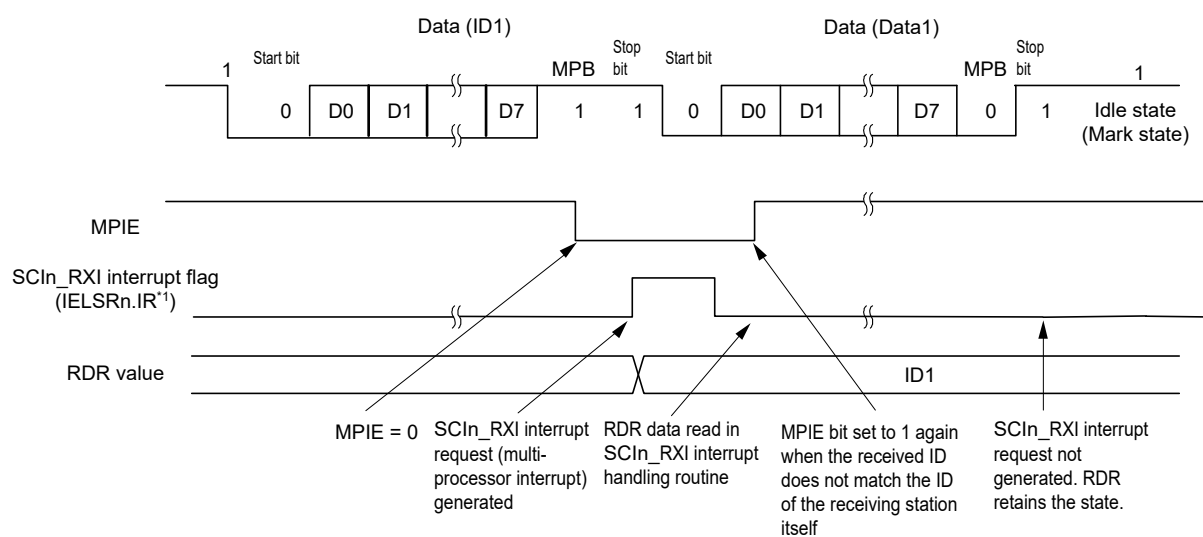 Data (ID1) Data (Data1)
1 Start bit MPB Stop bit Start bit MPB Stop bit 1
0 D0 D1 D7 1 1 0 D0 D1 D7 0 1 Idle state (Mark state)
MPIE
SCIn_RXI interrupt flag
(IELSRn.IR*1)
RDR value
ID1
MPIE = 0
SCIn_RXI interrupt
request (multi-
processor interrupt)
generated
RDR data read in
SCIn_RXI interrupt
handling routine
MPIE bit set to 1 again
when the received ID
does not match the ID
of the receiving station
itself
SCIn_RXI interrupt
request not
generated. RDR
retains the state.